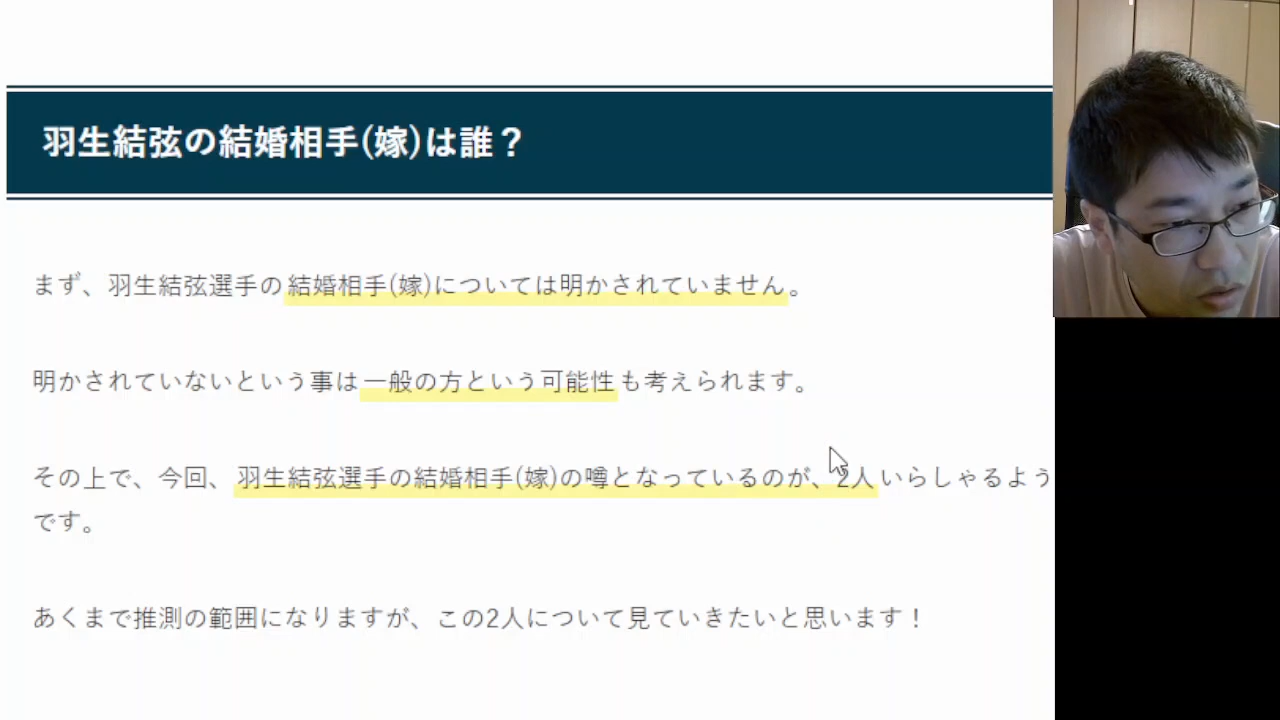 羽生結弦の結婚相手(嫁)は誰？
まず、羽生結弦選手の結婚相手(嫁)については明かされていません。
明かされていないという事は一般の方という可能性も考えられます。
その上で、今回、羽生結弦選手の結婚相手(嫁)の噂となっているのが、2人いらしゃるよう
です。
あくまで推測の範囲になりますが、この2人について見ていきたいと思います！